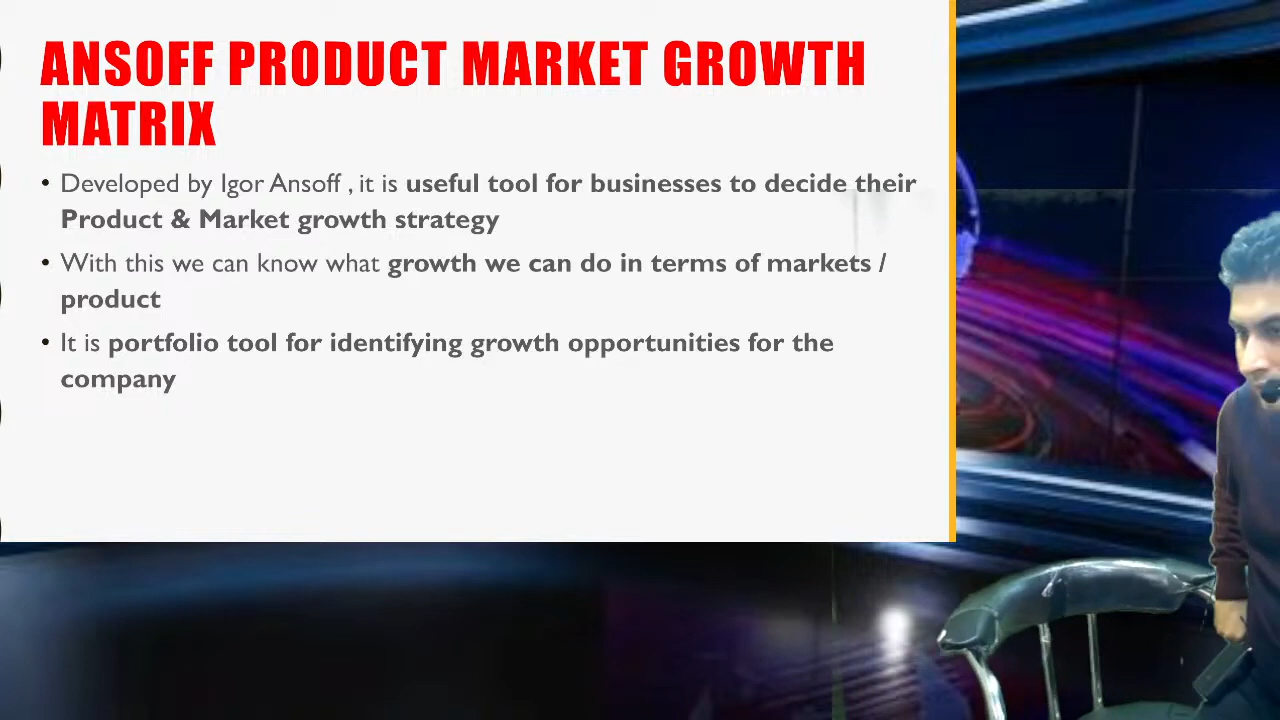 ANSOFF PRODUCT MARKET GROWTH
MATRIX
• Developed by Igor Ansoff , it is useful tool for businesses to decide their
Product & Market growth strategy
• With this we can know what growth we can do in terms of markets /
product
• It is portfolio tool for identifying growth opportunities for the
company